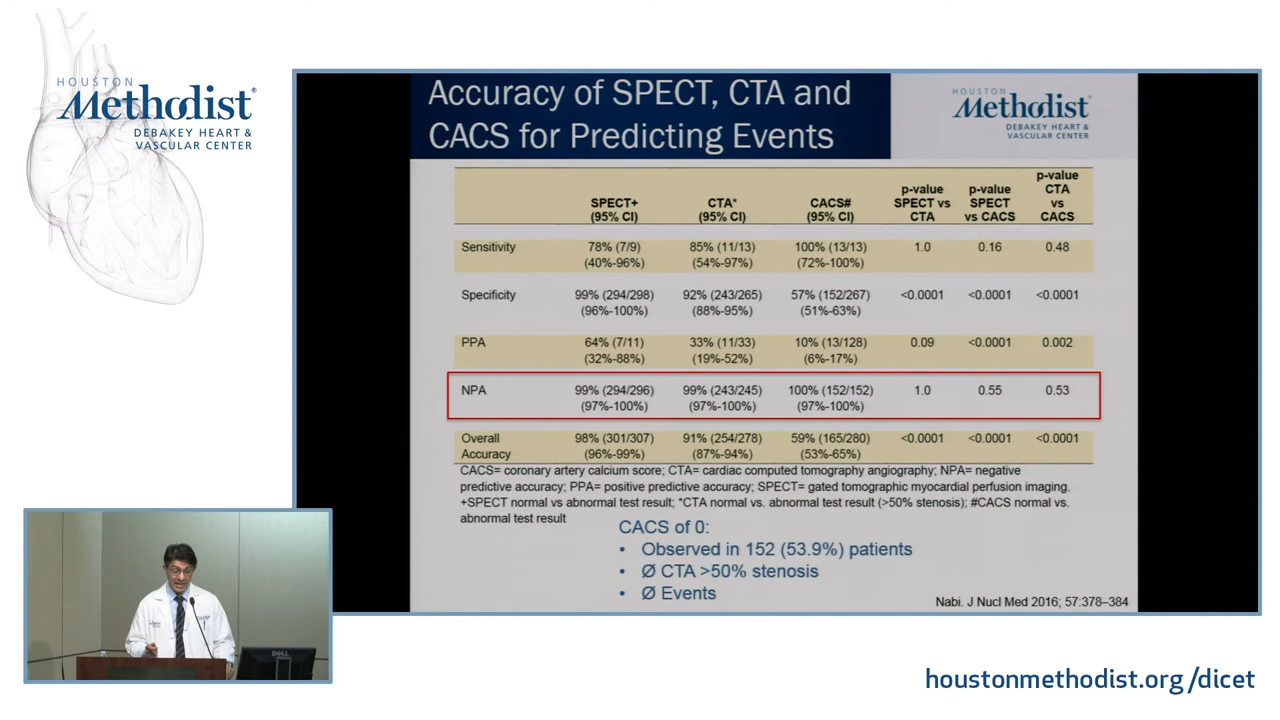 HOUSTON
Methodist®
DEBAKEY HEART &
VASCULAR CENTER
Accuracy of SPECT, CTA and
CACS for Predicting Events
HOUSTON
Methodist®
DEBAKEY HEART &
VASCULAR CENTER
SPECT+ (95% CI) CTA* (95% CI) CACS# (95% CI) p-value SPECT vs CTA p-value SPECT vs CACS p-value CTA vs CACS
Sensitivity 78% (7/9) 85% (11/13) 100% (13/13) 1.0 0.16 0.48
(40%-96%) (54%-97%) (72%-100%)
Specificity 99% (294/298) 92% (243/265) 57% (152/267) <0.0001 <0.0001 <0.0001
(96%-100%) (88%-95%) (51%-63%)
PPA 64% (7/11) 33% (11/33) 10% (13/128) 0.09 <0.0001 0.002
(32%-88%) (19%-52%) (6%-17%)
NPA 99% (294/296) 99% (243/245) 100% (152/152) 1.0 0.55 0.53
(97%-100%) (97%-100%) (97%-100%)
Overall 98% (301/307) 91% (254/278) 59% (165/280) <0.0001 <0.0001 <0.0001
Accuracy (96%-99%) (87%-94%) (53%-65%)
CACS= coronary artery calcium score; CTA= cardiac computed tomography angiography; NPA= negative
predictive accuracy; PPA= positive predictive accuracy; SPECT= gated tomographic myocardial perfusion imaging.
+SPECT normal vs abnormal test result; *CTA normal vs. abnormal test result (>50% stenosis); #CACS normal vs.
abnormal test result
CACS of 0:
• Observed in 152 (53.9%) patients
• Ø CTA >50% stenosis
• Ø Events
Nabi. J Nucl Med 2016; 57:378–384
DELL
houstonmethodist.org/dicet